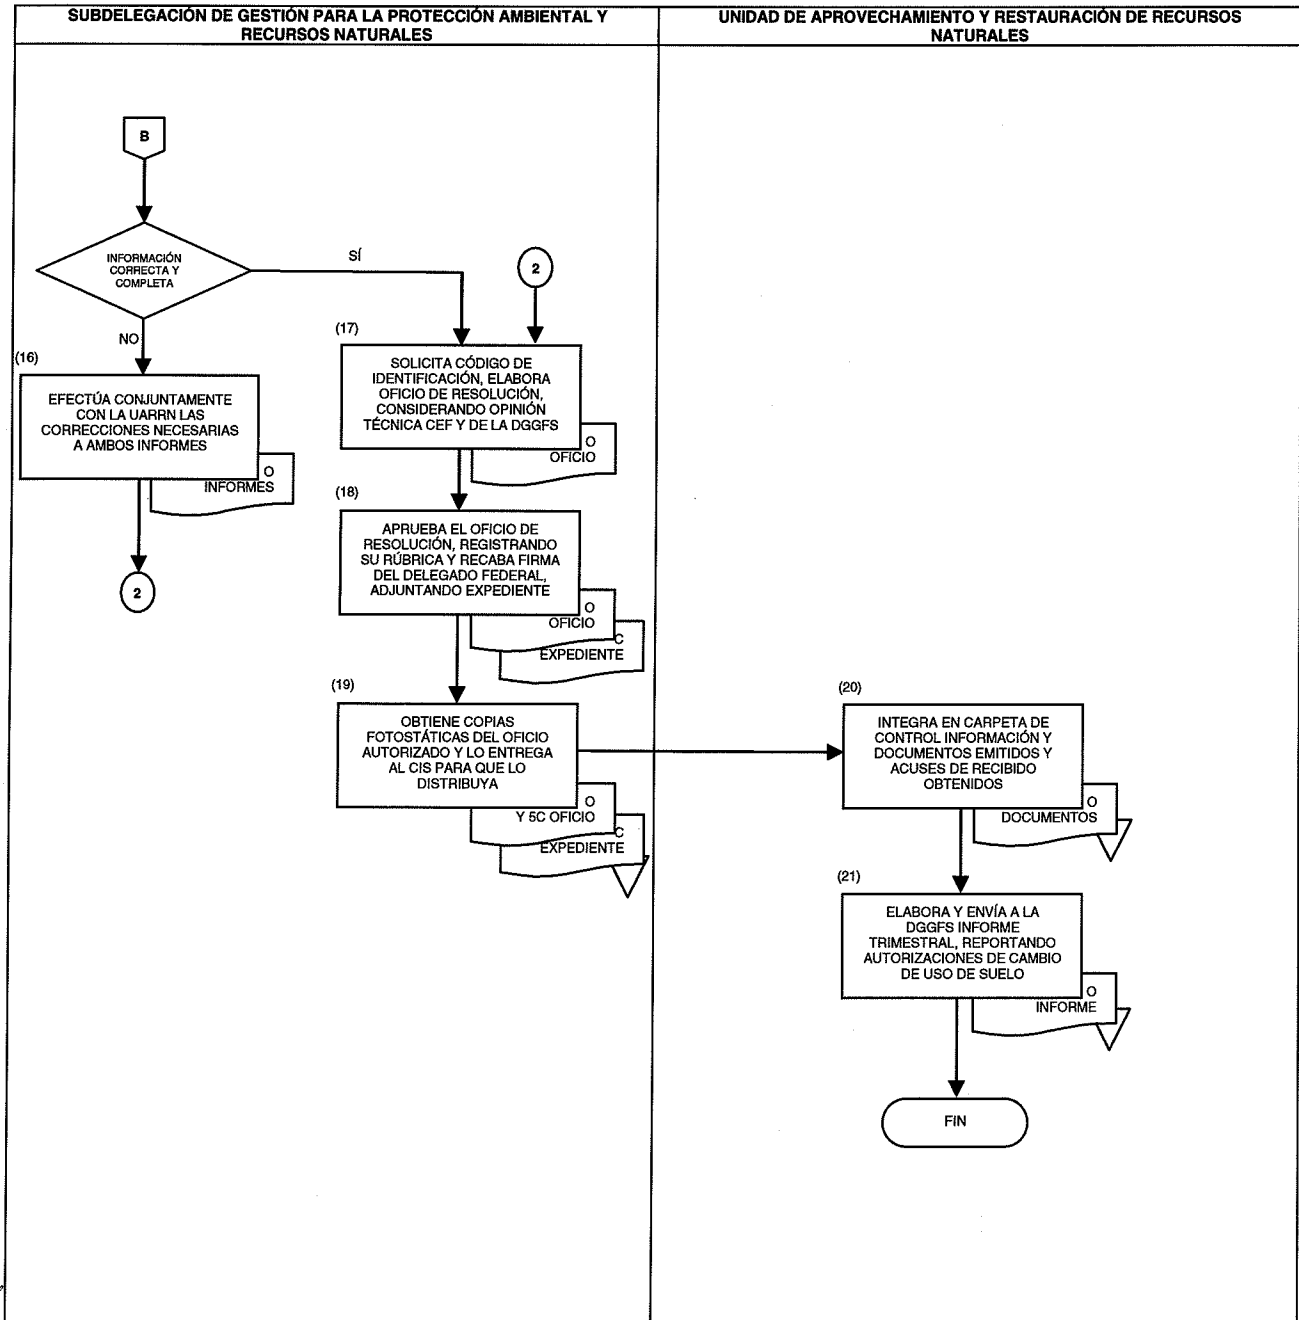 SUBDELEGACIÓN DE GESTIÓN PARA LA PROTECCIÓN AMBIENTAL Y
RECURSOS NATURALES
UNIDAD DE APROVECHAMIENTO Y RESTAURACIÓN DE RECURSOS
NATURALES
B
INFORMACIÓN
CORRECTA Y
COMPLETA
SÍ
2
NO
(16)
EFECTÚA CONJUNTAMENTE
CON LA UARRN LAS
CORRECCIONES NECESARIAS
A AMBOS INFORMES
O
INFORMES
2
(17)
SOLICITA CÓDIGO DE
IDENTIFICACIÓN, ELABORA
OFICIO DE RESOLUCIÓN,
CONSIDERANDO OPINIÓN
TÉCNICA CEF Y DE LA DGGFS
O
OFICIO
(18)
APRUEBA EL OFICIO DE
RESOLUCIÓN, REGISTRANDO
SU RÚBRICA Y RECABA FIRMA
DEL DELEGADO FEDERAL,
ADJUNTANDO EXPEDIENTE
O
OFICIO
C
EXPEDIENTE
(19)
OBTIENE COPIAS
FOTOSTÁTICAS DEL OFICIO
AUTORIZADO Y LO ENTREGA
AL CIS PARA QUE LO
DISTRIBUYA
O
Y 5C OFICIO
C
EXPEDIENTE
(20)
INTEGRA EN CARPETA DE
CONTROL INFORMACIÓN Y
DOCUMENTOS EMITIDOS Y
ACUSES DE RECIBIDO
OBTENIDOS
O
DOCUMENTOS
(21)
ELABORA Y ENVÍA A LA
DGGFS INFORME
TRIMESTRAL, REPORTANDO
AUTORIZACIONES DE CAMBIO
DE USO DE SUELO
O
INFORME
FIN